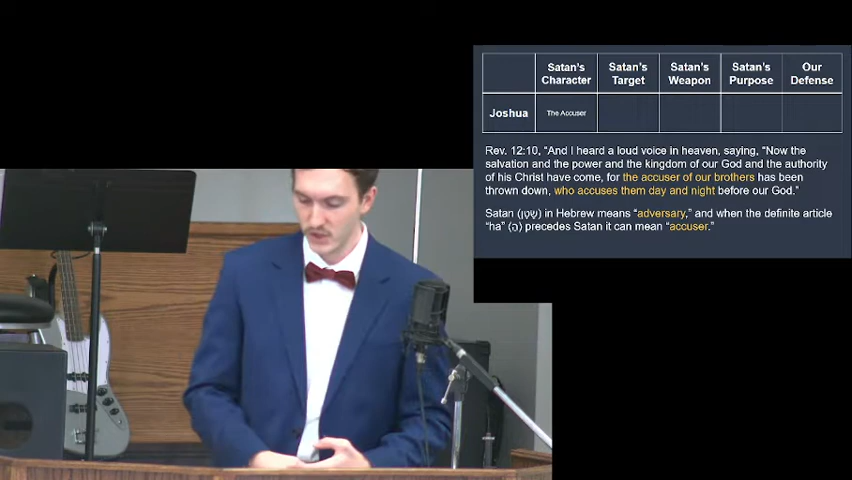 Satan's Character Satan's Target Satan's Weapon Satan's Purpose Our Defense
Joshua The Accuser
Rev. 12:10, "And I heard a loud voice in heaven, saying, "Now the
salvation and the power and the kingdom of our God and the authority
of his Christ have come, for the accuser of our brothers has been
thrown down, who accuses them day and night before our God."
Satan (שָׂטָן) in Hebrew means "adversary," and when the definite article
"ha" (הַ) precedes Satan it can mean "accuser."